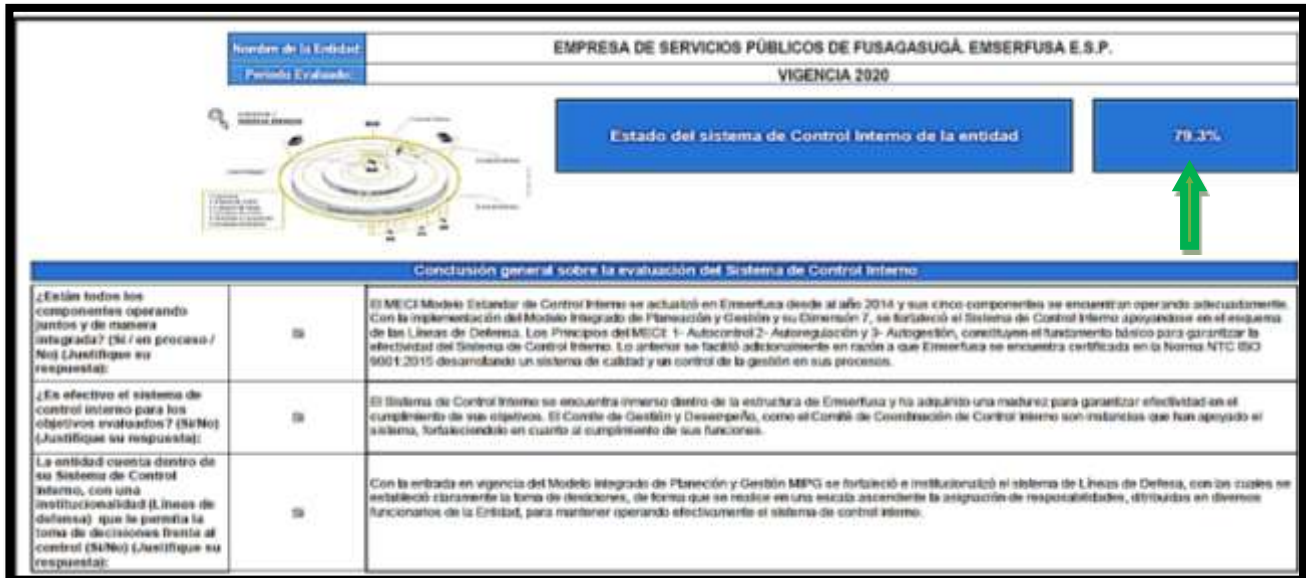 Nombre de la Entidad:
EMPRESA DE SERVICIOS PÚBLICOS DE FUSAGASUGÁ. EMSERFUSA E.S.P.
Periodo Evaluado:
VIGENCIA 2020
Estado del sistema de Control Interno de la entidad
79.3%
Conclusión general sobre la evaluación del Sistema de Control Interno
¿Están todos los
componentes operando
juntos y de manera
integrada? (Si / en proceso /
No) (Justifique su
respuesta):
Si
El MECI Modelo Estandar de Control Interno se actualizó en Emserfusa desde al año 2014 y sus cinco componentes se encuentran operando adecuadamente.
Con la implementación del Modelo Integrado de Planeación y Gestión y su Dimensión 7, se fortaleció el Sistema de Control Interno apoyandose en el esquema
de las Líneas de Defensa. Los Principios del MECI: 1- Autocontrol 2- Autoregulación y 3- Autogestión, constituyen el fundamento básico para garantizar la
efectividad del Sistema de Control Interno. Lo anterior se facilitó adicionalmente en razón a que Emserfusa se encuentra certificada en la Norma NTC ISO
9001:2015 desarrollando un sistema de calidad y un control de la gestión en sus procesos.
¿Es efectivo el sistema de
control interno para los
objetivos evaluados? (Si/No)
(Justifique su respuesta):
Si
El Sistema de Control Interno se encuentra inmerso dentro de la estructura de Emserfusa y ha adquirido una madurez para garantizar efectividad en el
cumplimiento de sus objetivos. El Comite de Gestión y Desempeño, como el Comité de Coordinación de Control Interno son instancias que han apoyado el
sistema, fortaleciendolo en cuanto al cumplimiento de sus funciones.
La entidad cuenta dentro de
su Sistema de Control
Interno, con una
institucionalidad (Líneas de
defensa) que le permita la
toma de decisiones frente al
control (Si/No) (Justifique su
respuesta):
Si
Con la entrada en vigencia del Modelo Integrado de Planeción y Gestión MIPG se fortaleció e institucionalizó el sistema de Líneas de Defesa, con las cuales se
estableció claramente la toma de desiciones, de forma que se realice en una escala ascendente la asignación de resposabilidades, ditribuidas en diversos
funcionarios de la Entidad, para mantener operando efectivamente el sistema de control interno.